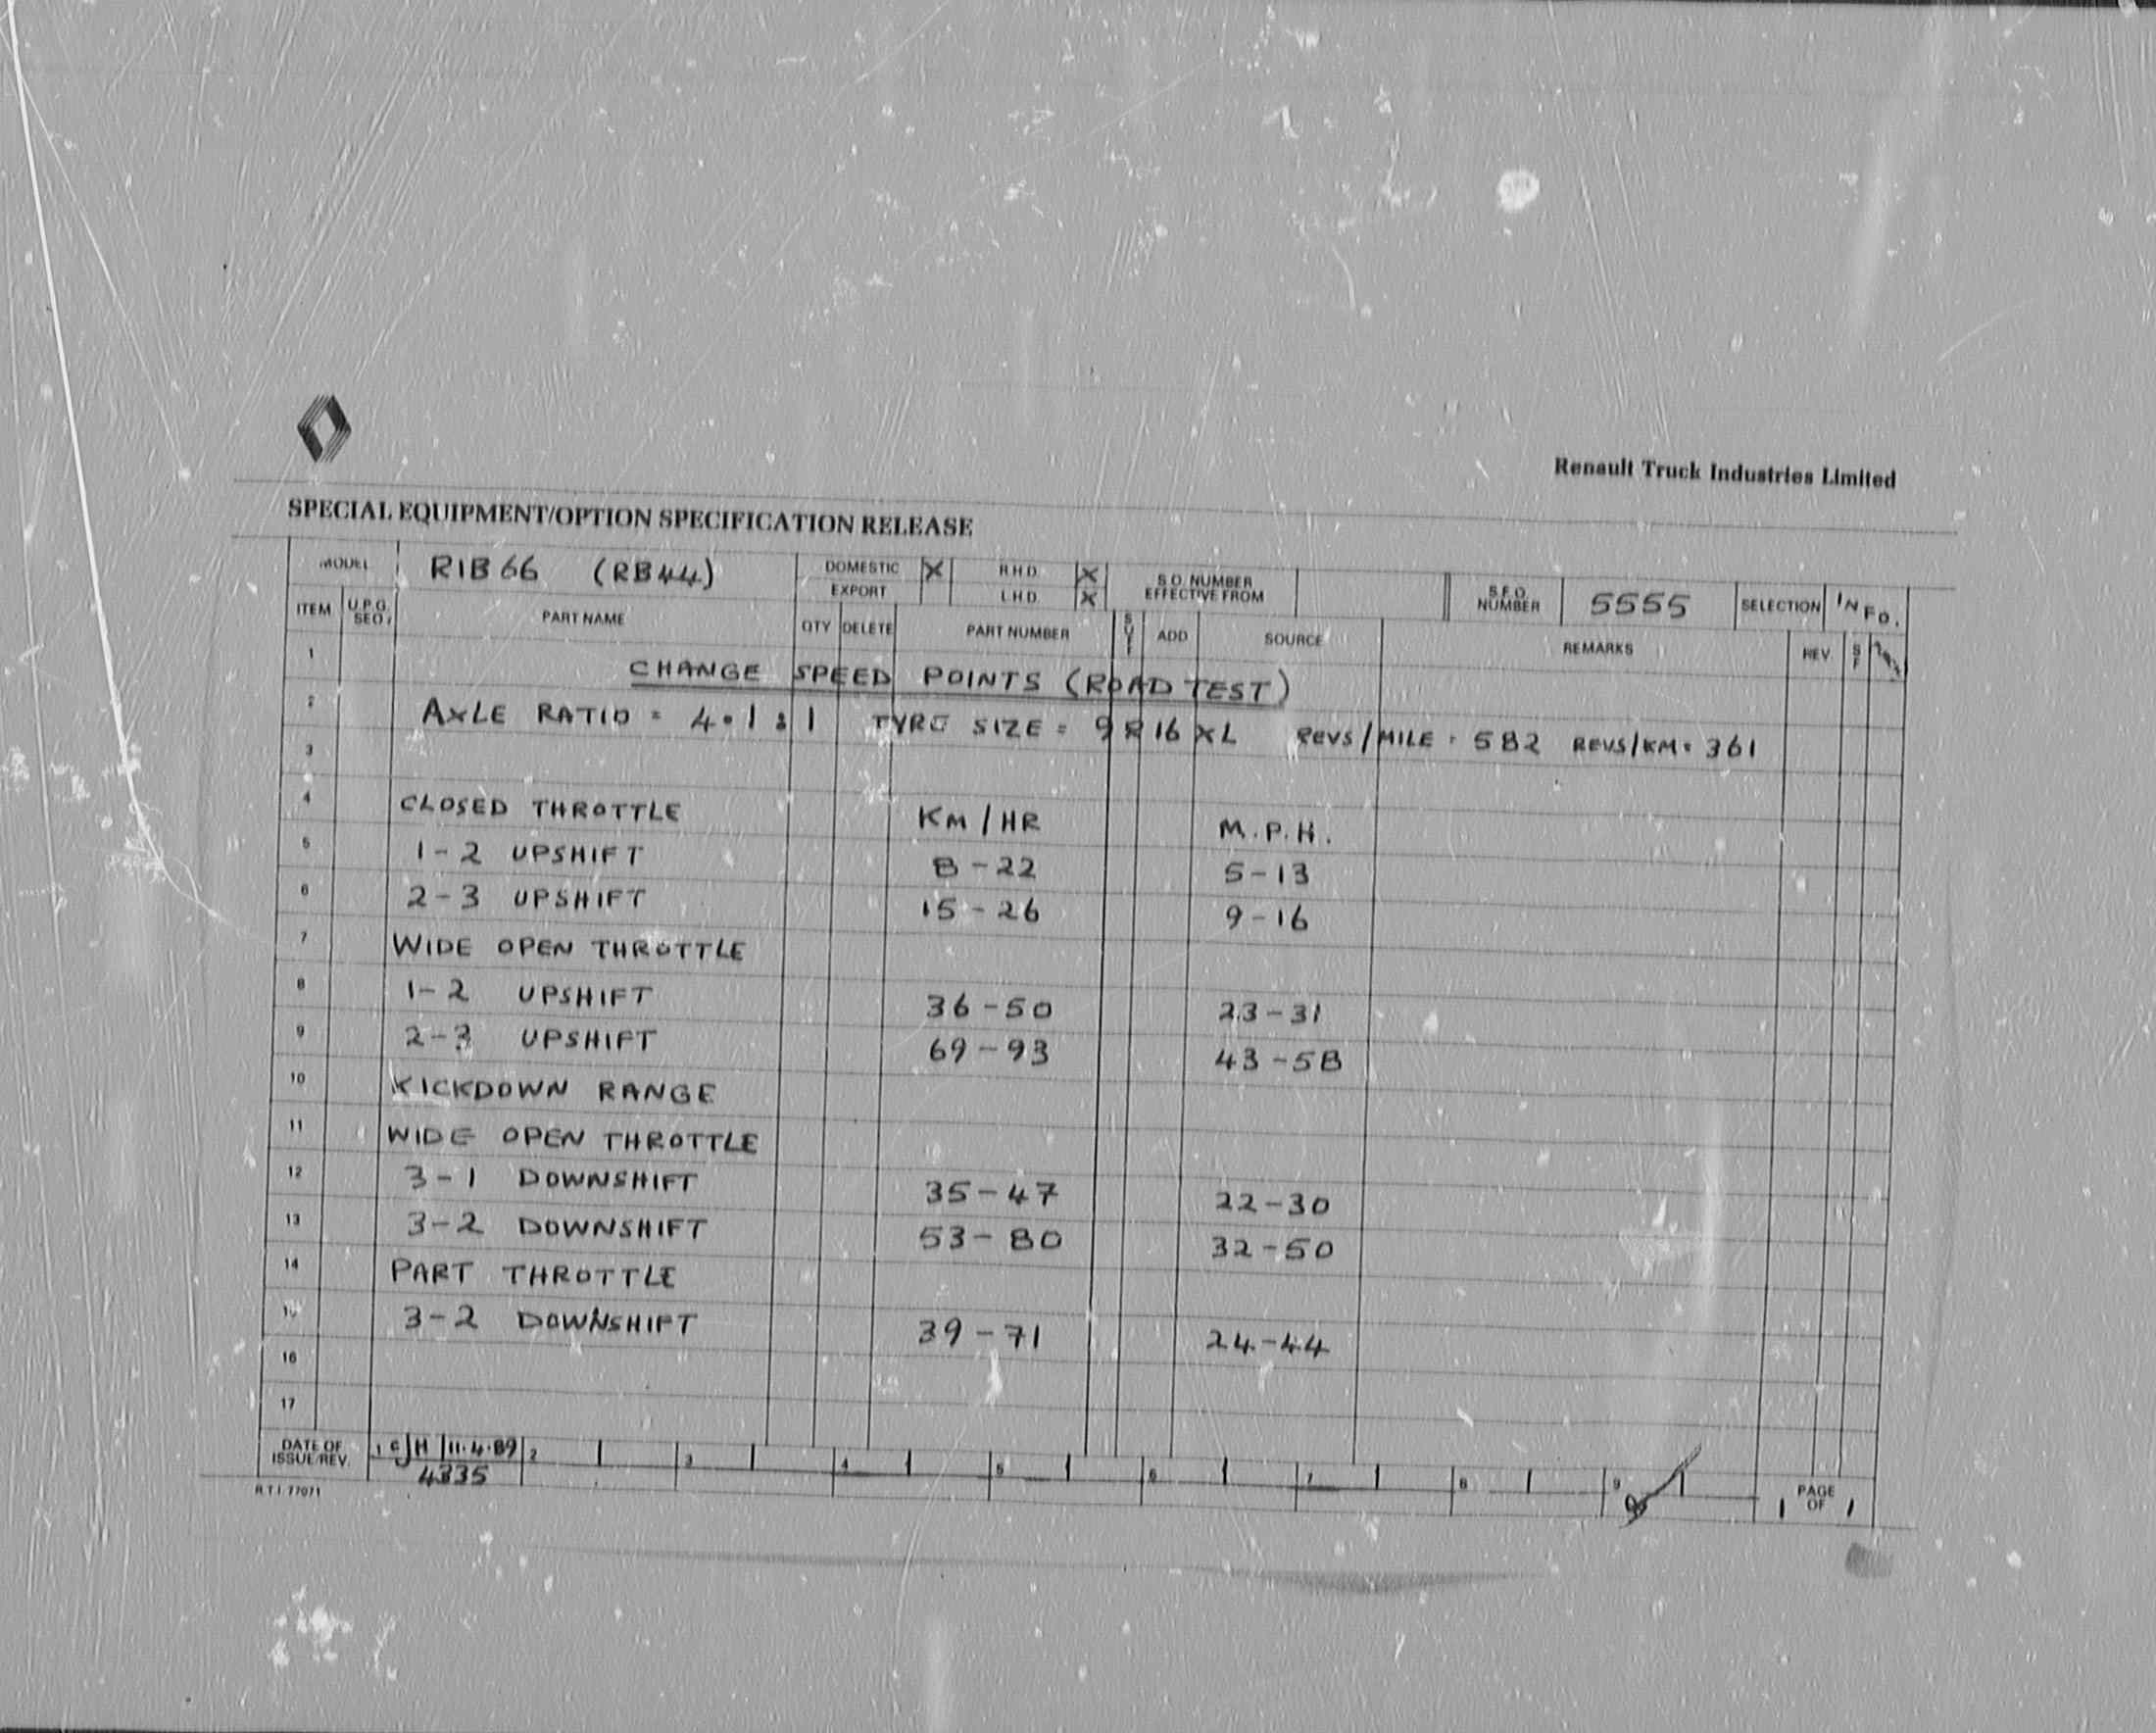 Renault Truck Industries Limited
SPECIAL EQUIPMENT/OPTION SPECIFICATION RELEASE
MODEL RIB66 (RB44) DOMESTIC X RHD X S.O. NUMBER EFFECTIVE FROM S.F.O. NUMBER 5555 SELECTION INFO.
EXPORT LHD X
ITEM U.P.G. SEQ. PART NAME QTY DELETE PART NUMBER ADD SOURCE REMARKS REV
1 CHANGE SPEED POINTS (ROAD TEST)
2 AXLE RATIO = 4.1:1 TYRE SIZE = 9R16 XL REVS/MILE = 582 REVS/KM = 361
3
4 CLOSED THROTTLE KM/HR M.P.H.
5 1-2 UPSHIFT 8-22 5-13
6 2-3 UPSHIFT 15-26 9-16
7 WIDE OPEN THROTTLE
8 1-2 UPSHIFT 36-50 23-31
9 2-3 UPSHIFT 69-93 43-58
10 KICKDOWN RANGE
11 WIDE OPEN THROTTLE
12 3-1 DOWNSHIFT 35-47 22-30
13 3-2 DOWNSHIFT 53-80 32-50
14 PART THROTTLE
15 3-2 DOWNSHIFT 39-71 24-44
16
17
DATE OF ISSUE/REV. 1 CJH 11.4.89 2 3 4 5 6 7 8 9
4335
R.T.I. 77071
1 PAGE OF 1